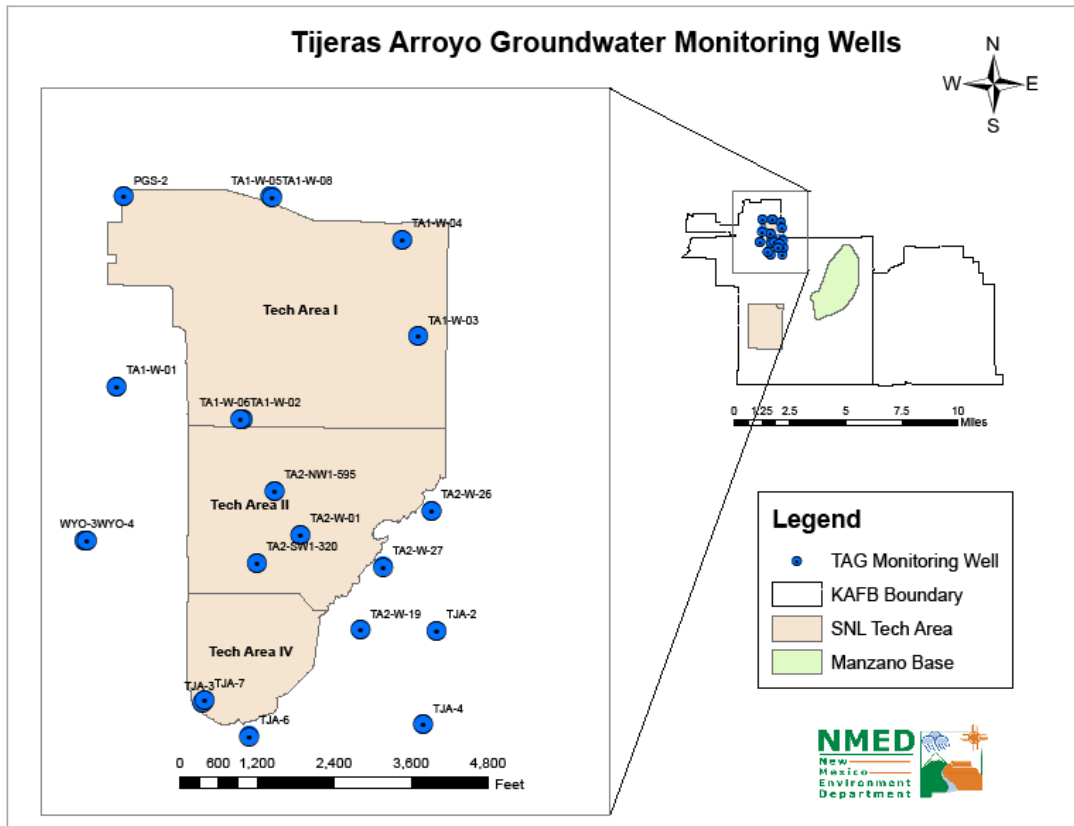 Tijeras Arroyo Groundwater Monitoring Wells
N
W E
S
PGS-2
TA1-W-05TA1-W-08
TA1-W-04
Tech Area I
TA1-W-03
TA1-W-01
TA1-W-06TA1-W-02
TA2-NW1-595
Tech Area II
TA2-W-26
TA2-W-01
WYO-3WYO-4
TA2-SW1-320
TA2-W-27
TA2-W-19
TJA-2
Tech Area IV
TJA-3TJA-7
TJA-6
TJA-4
0 600 1,200 2,400 3,600 4,800
Feet
0 1.25 2.5 5 7.5 10
Miles
Legend
TAG Monitoring Well
KAFB Boundary
SNL Tech Area
Manzano Base
NMED
New
Mexico
Environment
Department